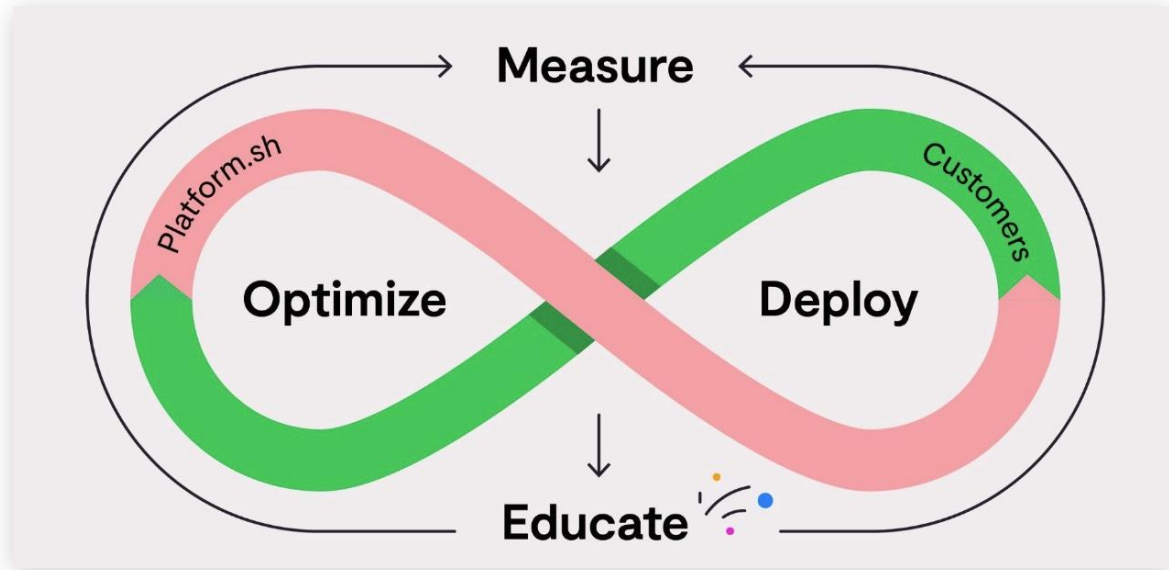 Measure
Platform.sh
Customers
Optimize
Deploy
Educate